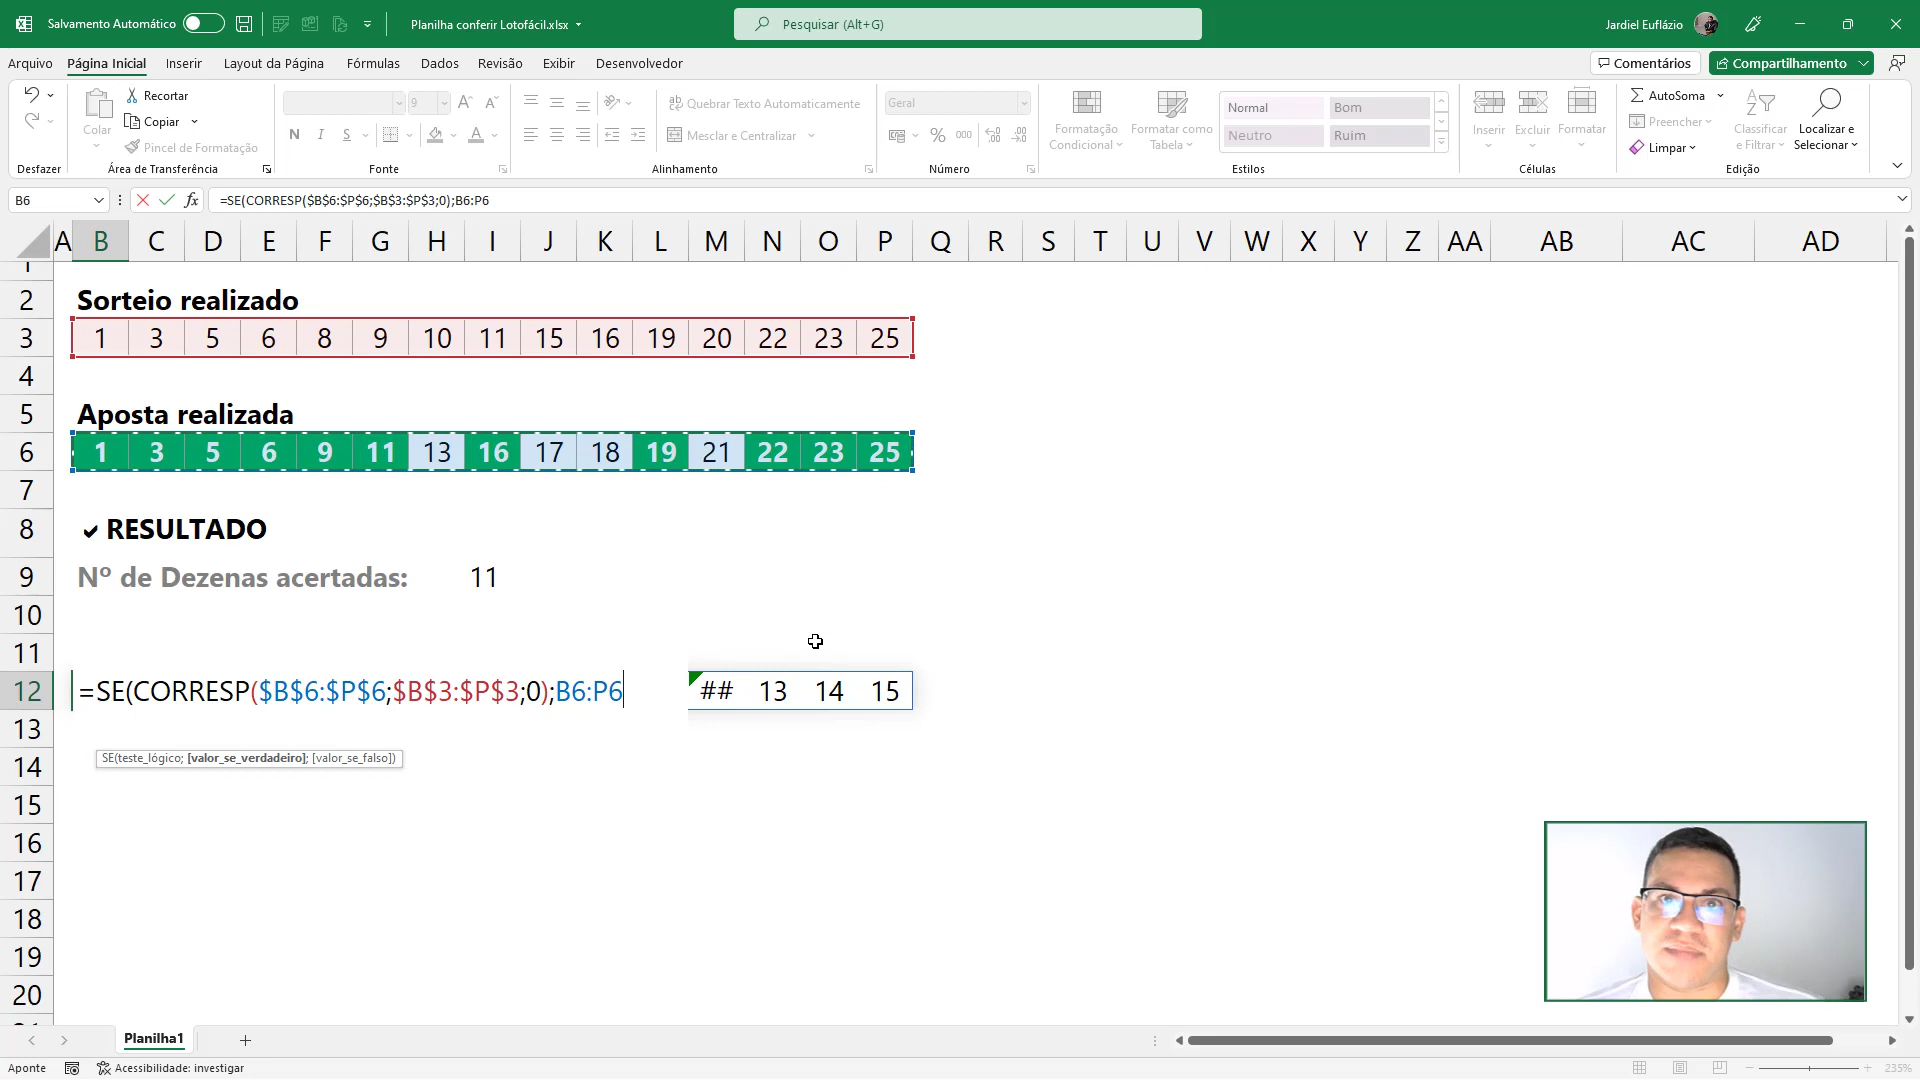 Salvamento Automático
Planilha conferir Lotofácil.xlsx
Pesquisar (Alt+G)
Jardiel Euflázio
Arquivo
Página Inicial
Inserir
Layout da Página
Fórmulas
Dados
Revisão
Exibir
Desenvolvedor
Comentários
Compartilhamento
Colar
Recortar
Copiar
Pincel de Formatação
9
N I S
Quebrar Texto Automaticamente
Mesclar e Centralizar
Geral
% 000
Formatação Condicional
Formatar como Tabela
Normal
Bom
Neutro
Ruim
Inserir
Excluir
Formatar
AutoSoma
Preencher
Limpar
Classificar e Filtrar
Localizar e Selecionar
Desfazer
Área de Transferência
Fonte
Alinhamento
Número
Estilos
Células
Edição
B6
fx
=SE(CORRESP($B$6:$P$6;$B$3:$P$3;0);B6:P6
A B C D E F G H I J K L M N O P Q R S T U V W X Y Z AA AB AC AD
1
2 Sorteio realizado
3 1 3 5 6 8 9 10 11 15 16 19 20 22 23 25
4
5 Aposta realizada
6 1 3 5 6 9 11 13 16 17 18 19 21 22 23 25
7
8 ✔ RESULTADO
9 Nº de Dezenas acertadas: 11
10
11
12 =SE(CORRESP($B$6:$P$6;$B$3:$P$3;0);B6:P6 ## 13 14 15
13
14 SE(teste_lógico; [valor_se_verdadeiro]; [valor_se_falso])
15
16
17
18
19
20
Planilha1
Aponte
Acessibilidade: investigar
235%